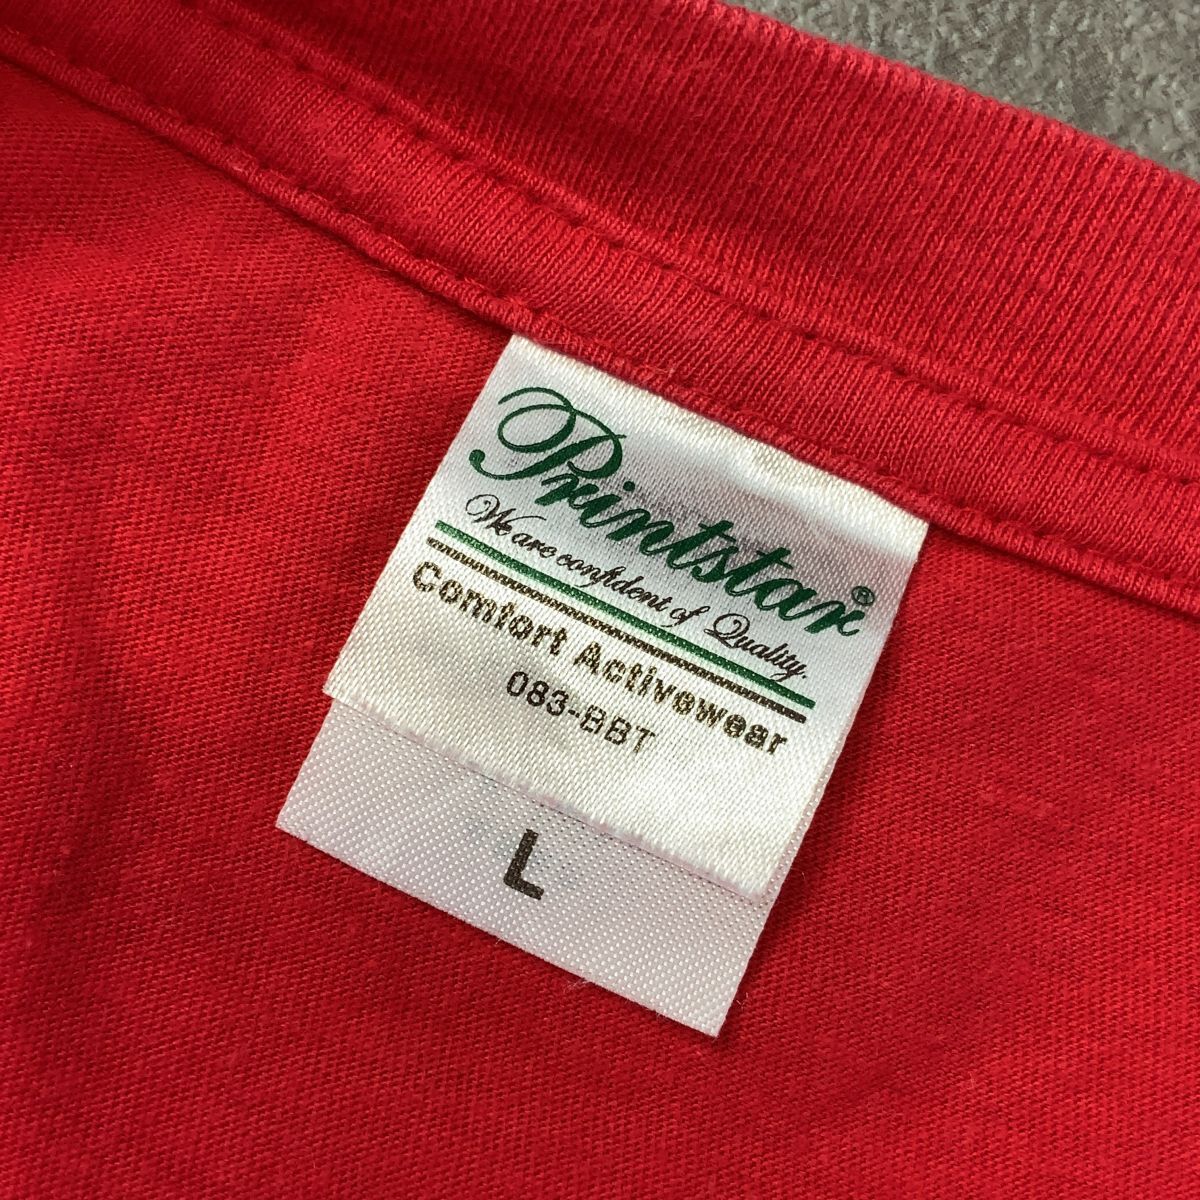 Printstar®
We are confident of Quality.
Comfort Activewear
083-BBT
L